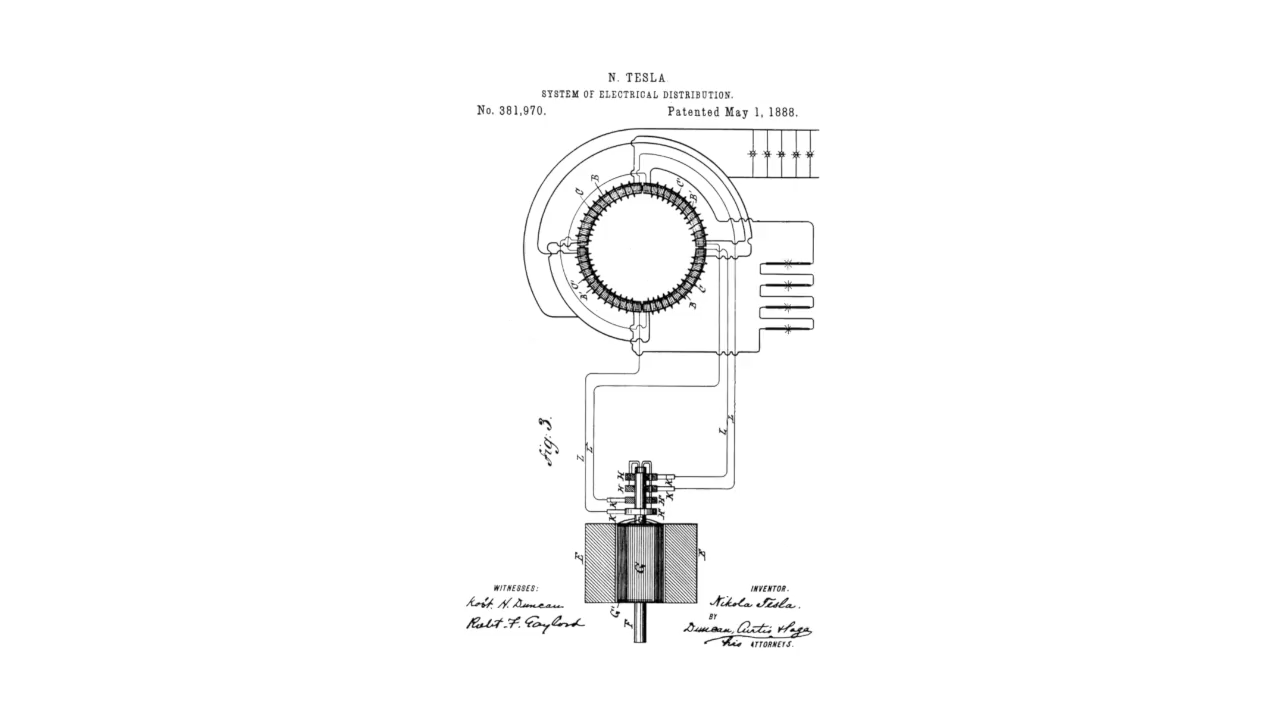 N. TESLA.
SYSTEM OF ELECTRICAL DISTRIBUTION.
No. 381,970.
Patented May 1, 1888.
B
C
C'
B'
C'
B'
C
B
Fig. 3.
L
L
L
L
H
K
H
K
K
H'
K
H'
E
E
G
G'
F
WITNESSES:
Robt. H. Duncan
Robt. F. Gaylord
INVENTOR.
Nikola Tesla.
BY
Duncan, Curtis & Page
his ATTORNEYS.